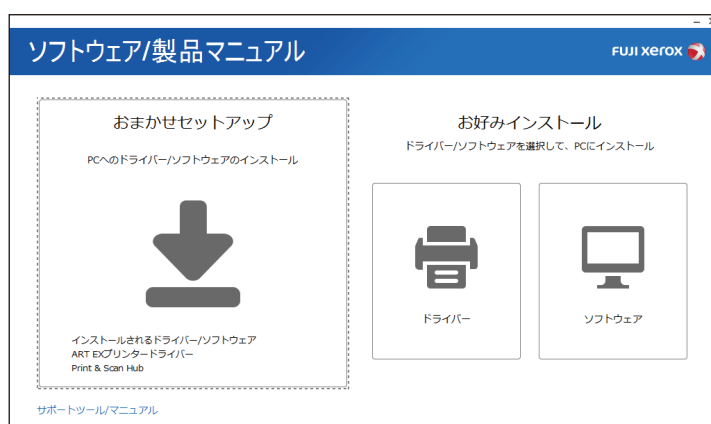 ソフトウェア/製品マニュアル
FUJI Xerox
おまかせセットアップ
PCへのドライバー/ソフトウェアのインストール
インストールされるドライバー/ソフトウェア
ART EXプリンタードライバー
Print & Scan Hub
お好みインストール
ドライバー/ソフトウェアを選択して、PCにインストール
ドライバー
ソフトウェア
サポートツール/マニュアル